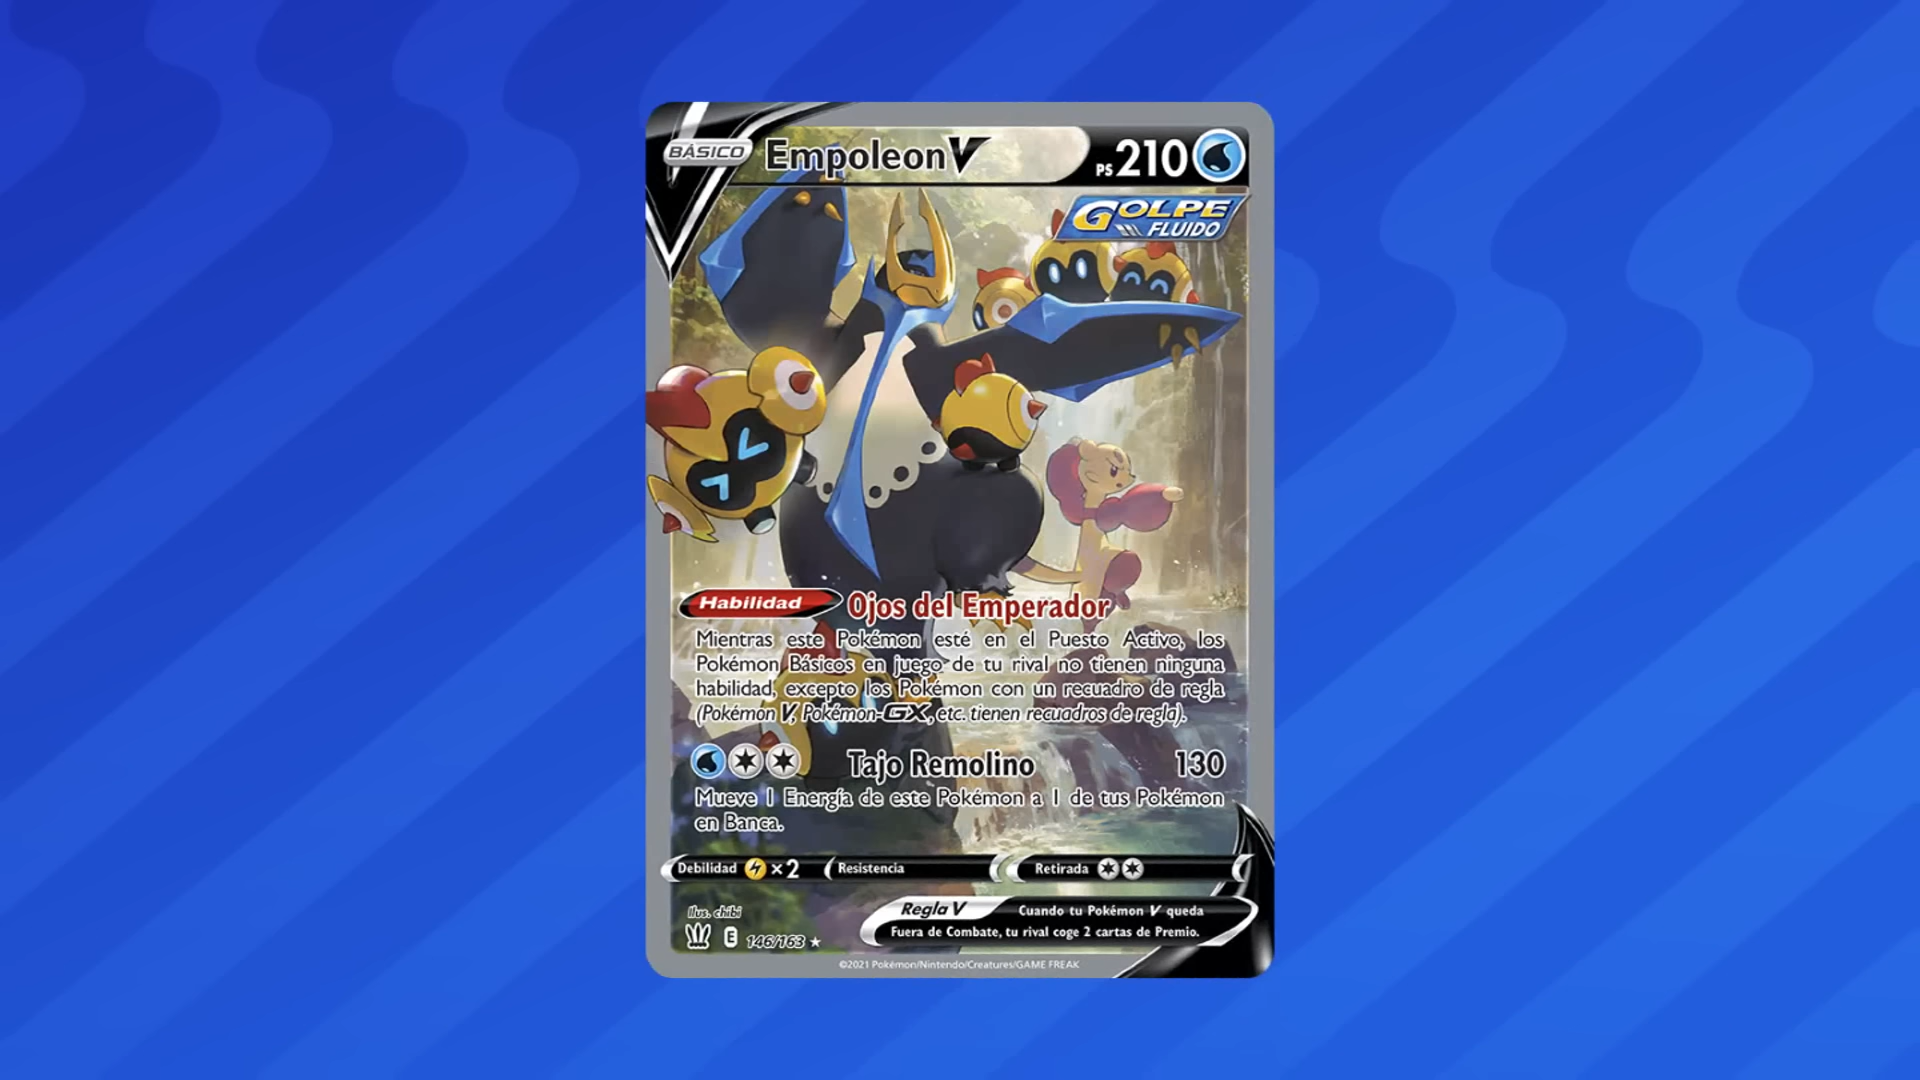 BÁSICO
Empoleon V
PS 210
GOLPE
FLUIDO
Habilidad Ojos del Emperador
Mientras este Pokémon esté en el Puesto Activo, los
Pokémon Básicos en juego de tu rival no tienen ninguna
habilidad, excepto los Pokémon con un recuadro de regla
(Pokémon V, Pokémon-GX, etc. tienen recuadros de regla).
Tajo Remolino 130
Mueve 1 Energía de este Pokémon a 1 de tus Pokémon
en Banca.
Debilidad ×2 Resistencia Retirada
Ilus. chibi
E 146/163 ★
Regla V Cuando tu Pokémon V queda
Fuera de Combate, tu rival coge 2 cartas de Premio.
©2021 Pokémon/Nintendo/Creatures/GAME FREAK